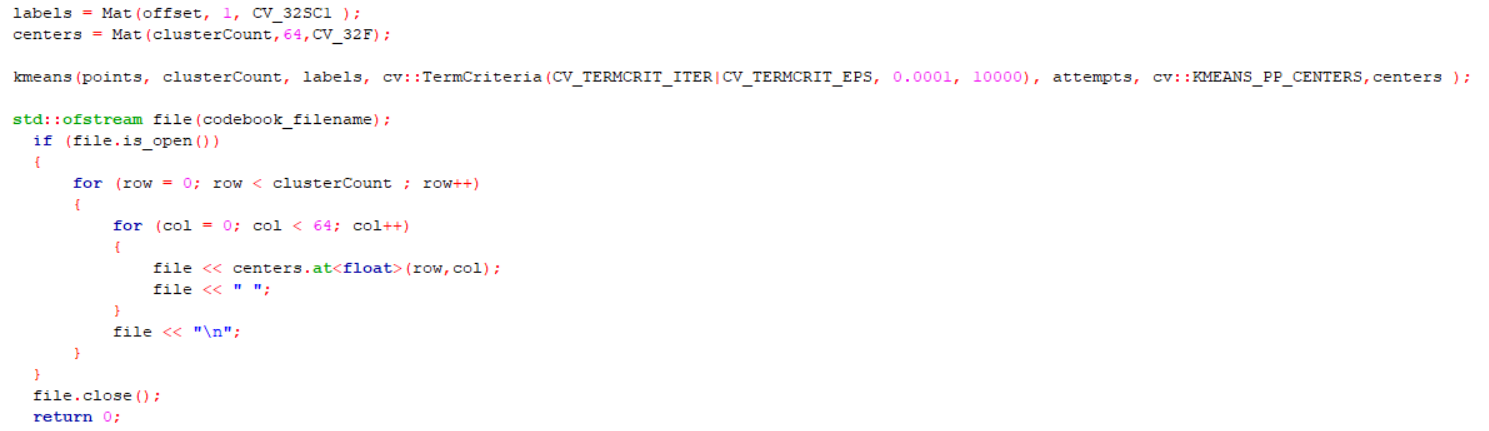 labels = Mat(offset, 1, CV_32SC1 );
centers = Mat(clusterCount,64,CV_32F);
kmeans(points, clusterCount, labels, cv::TermCriteria(CV_TERMCRIT_ITER|CV_TERMCRIT_EPS, 0.0001, 10000), attempts, cv::KMEANS_PP_CENTERS,centers );
std::ofstream file(codebook_filename);
if (file.is_open())
{
for (row = 0; row < clusterCount ; row++)
{
for (col = 0; col < 64; col++)
{
file << centers.at<float>(row,col);
file << " ";
}
file << "\n";
}
}
file.close();
return 0;